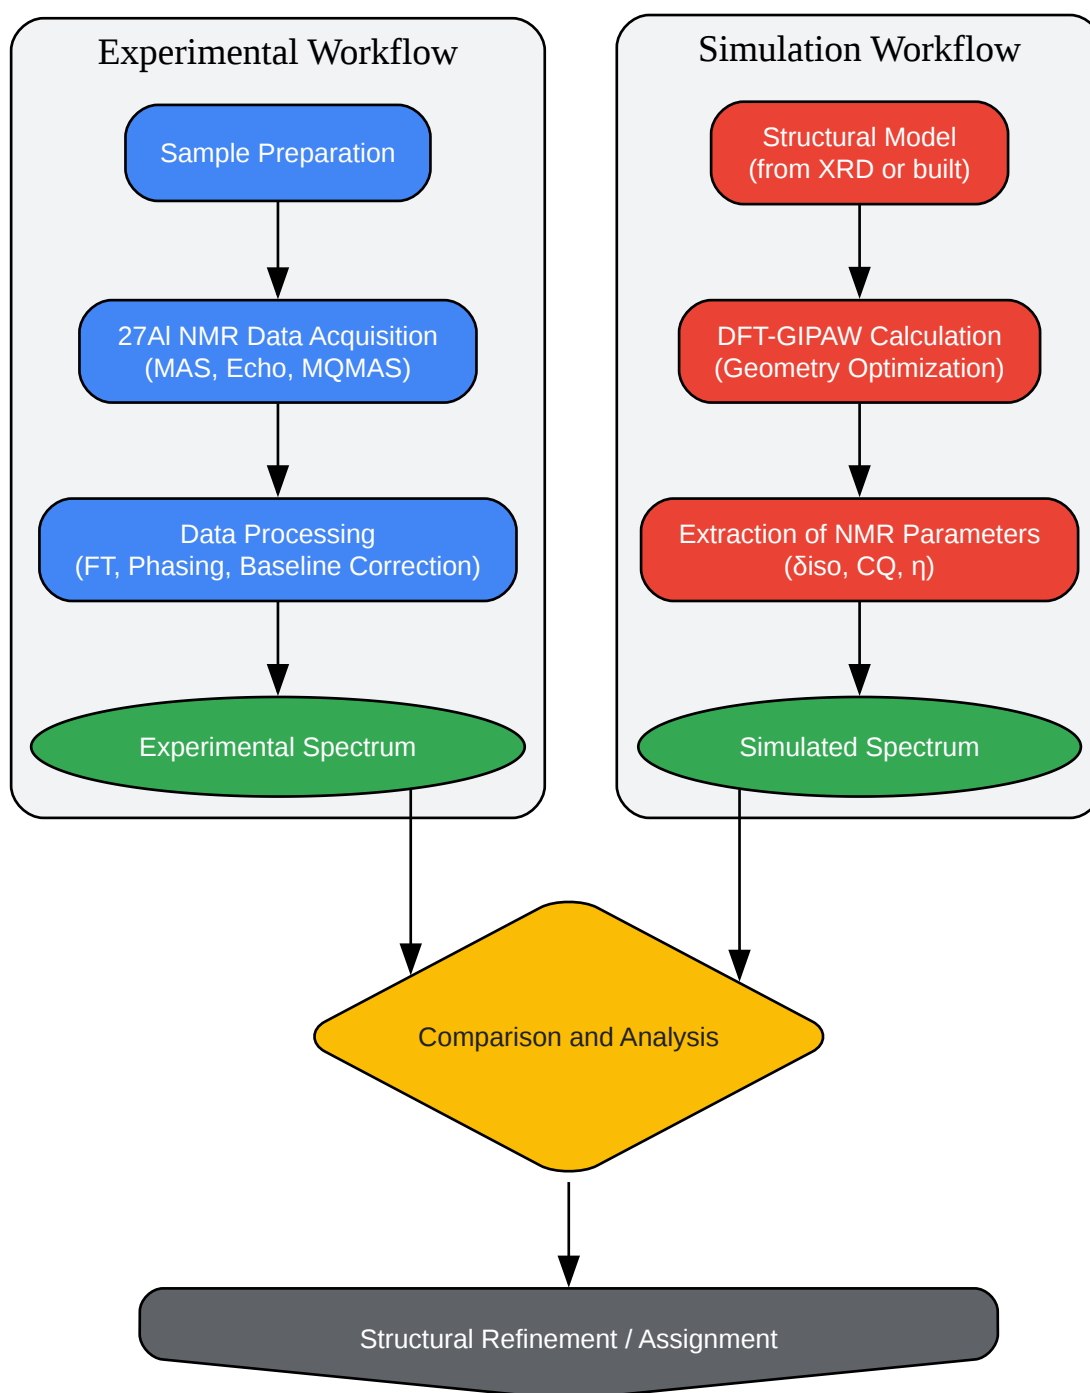 Experimental Workflow
Sample Preparation
27Al NMR Data Acquisition
(MAS, Echo, MQMAS)
Data Processing
(FT, Phasing, Baseline Correction)
Experimental Spectrum
Simulation Workflow
Structural Model
(from XRD or built)
DFT-GIPAW Calculation
(Geometry Optimization)
Extraction of NMR Parameters
(δiso, CQ, η)
Simulated Spectrum
Comparison and Analysis
Structural Refinement / Assignment